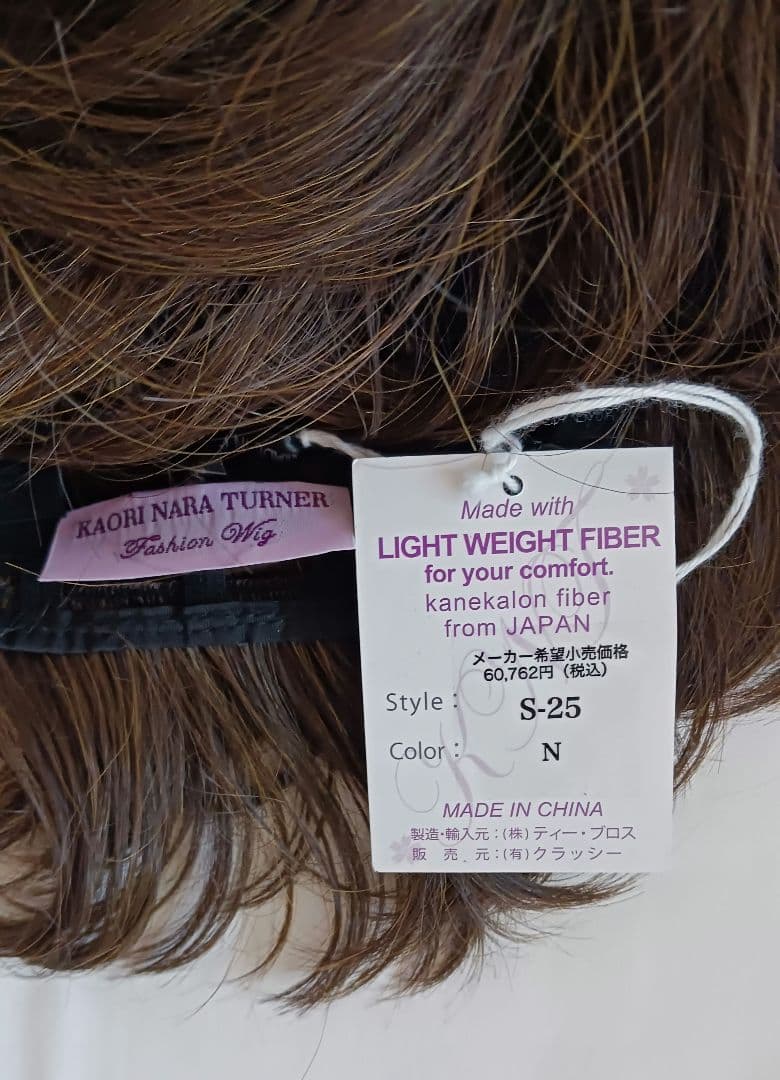 KAORI NARA TURNER
Fashion Wig
Made with
LIGHT WEIGHT FIBER
for your comfort.
kanekalon fiber
from JAPAN
メーカー希望小売価格
60,762円（税込）
Style： S-25
Color： N
MADE IN CHINA
製造・輸入元：(株) ティー・ブロス
販　売　元：(有) クラッシー